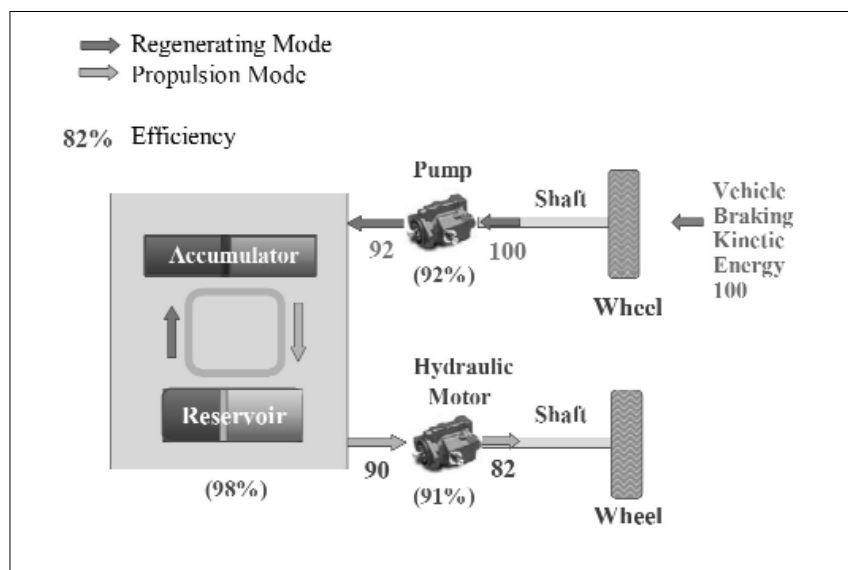 Regenerating Mode
Propulsion Mode
82% Efficiency
Pump
Shaft
Vehicle
Braking
Kinetic
Energy
100
92
100
(92%)
Accumulator
Wheel
Hydraulic
Motor
Shaft
Reservoir
90
82
(98%)
(91%)
Wheel